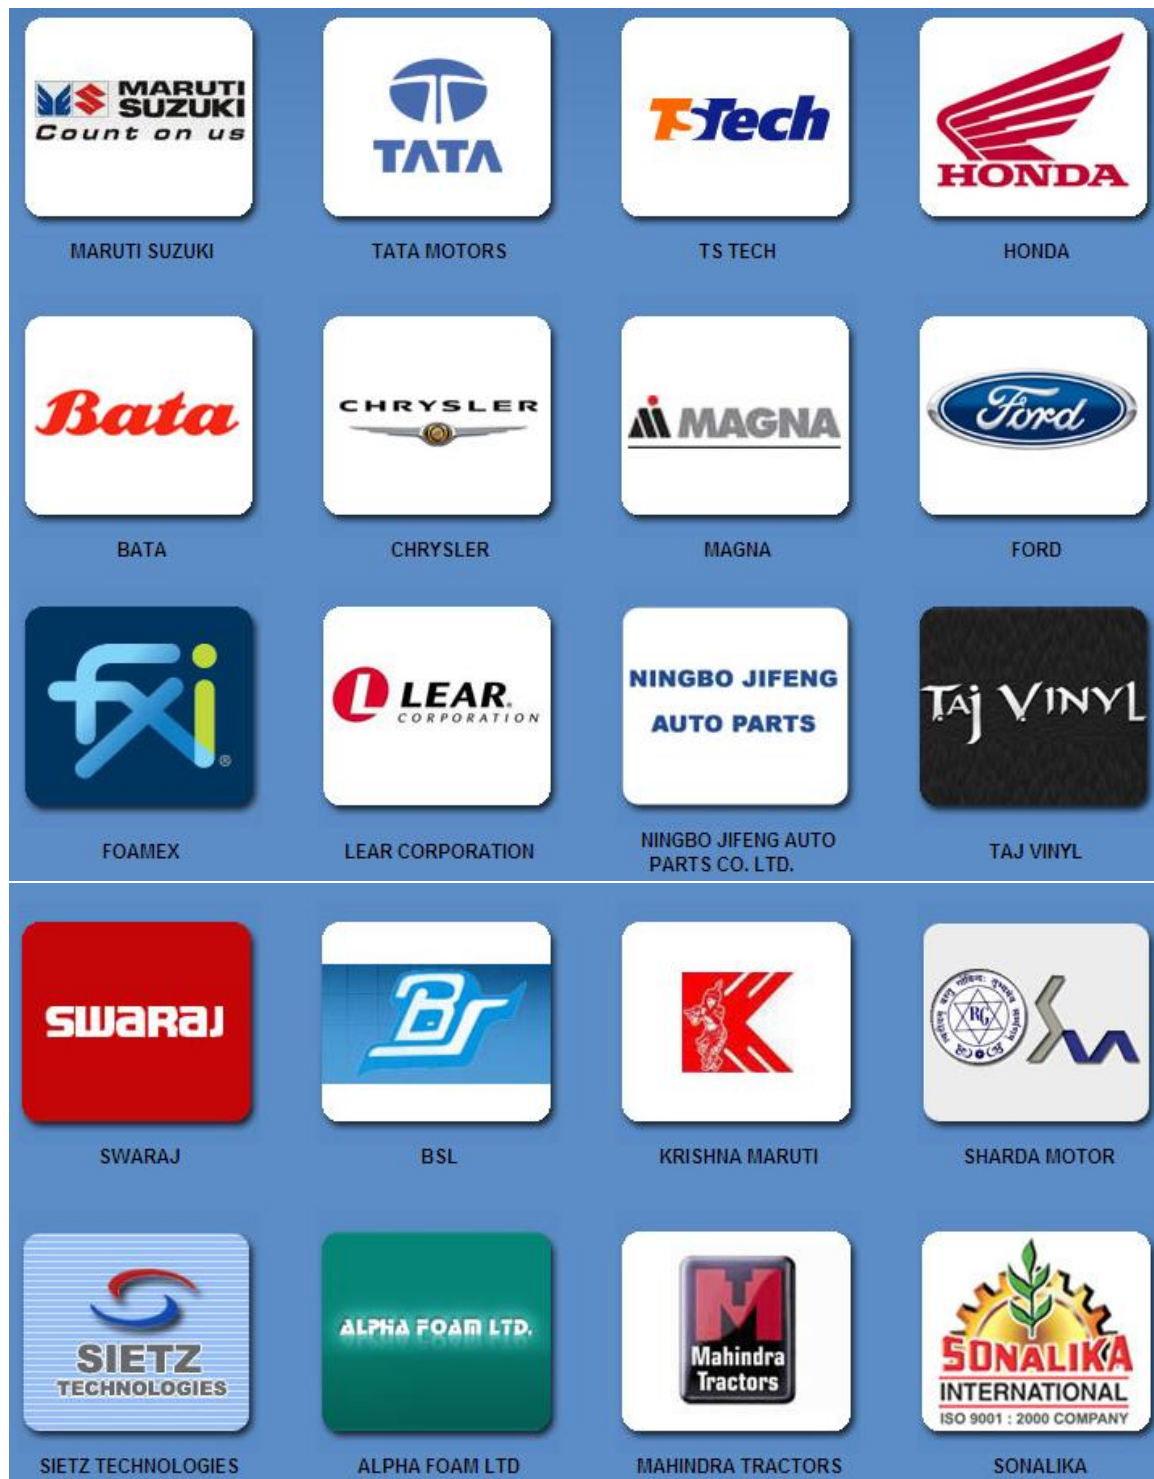 MARUTI
SUZUKI
Count on us
TATA
TS Tech
HONDA
MARUTI SUZUKI
TATA MOTORS
TS TECH
HONDA
Bata
CHRYSLER
MAGNA
Ford
BATA
CHRYSLER
MAGNA
FORD
fxi
®
LEAR.
CORPORATION
NINGBO JIFENG
AUTO PARTS
TAJ VINYL
FOAMEX
LEAR CORPORATION
NINGBO JIFENG AUTO
PARTS CO. LTD.
TAJ VINYL
SWARAJ
BS
K
RG
SM
SWARAJ
BSL
KRISHNA MARUTI
SHARDA MOTOR
SIETZ
TECHNOLOGIES
ALPHA FOAM LTD.
M
Mahindra
Tractors
SONALIKA
INTERNATIONAL
ISO 9001 : 2000 COMPANY
SIETZ TECHNOLOGIES
ALPHA FOAM LTD
MAHINDRA TRACTORS
SONALIKA